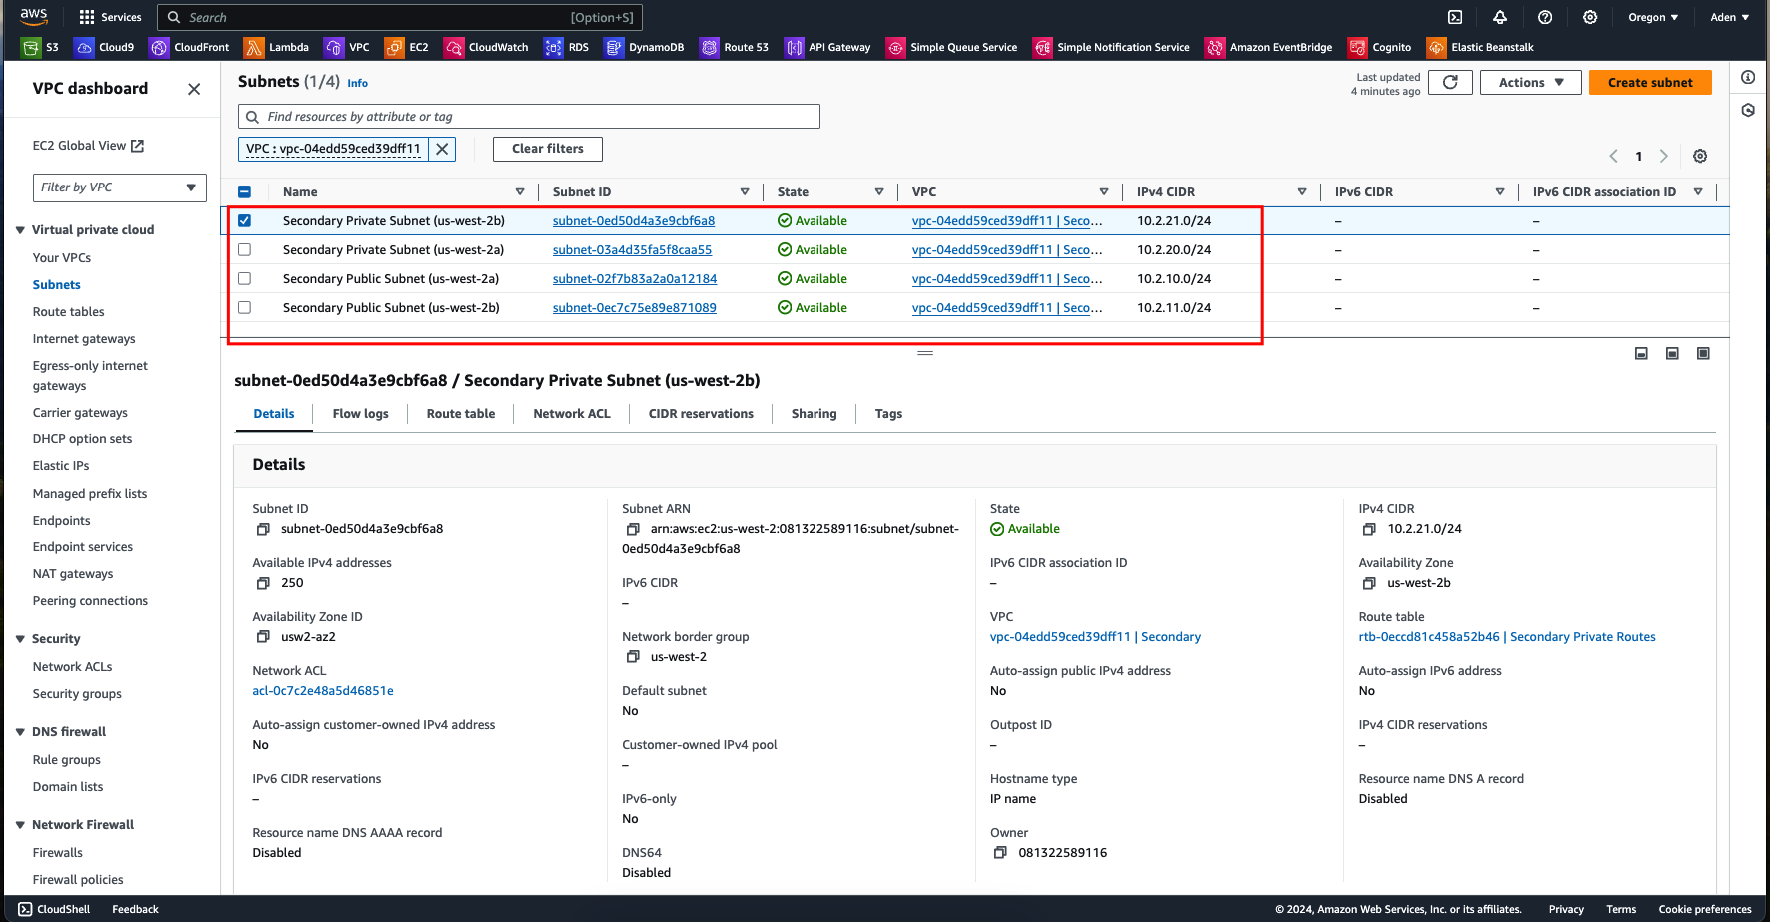 aws Services Search [Option+S] Oregon ▼ Aden ▼
S3 Cloud9 CloudFront Lambda VPC EC2 CloudWatch RDS DynamoDB Route 53 API Gateway Simple Queue Service Simple Notification Service Amazon EventBridge Cognito Elastic Beanstalk
VPC dashboard
EC2 Global View
Filter by VPC
Virtual private cloud
Your VPCs
Subnets
Route tables
Internet gateways
Egress-only internet
gateways
Carrier gateways
DHCP option sets
Elastic IPs
Managed prefix lists
Endpoints
Endpoint services
NAT gateways
Peering connections
Security
Network ACLs
Security groups
DNS firewall
Rule groups
Domain lists
Network Firewall
Firewalls
Firewall policies
Subnets (1/4) Info
Last updated
4 minutes ago
Actions ▼
Create subnet
Find resources by attribute or tag
VPC : vpc-04edd59ced39dff11
Clear filters
1
Name Subnet ID State VPC IPv4 CIDR IPv6 CIDR IPv6 CIDR association ID
Secondary Private Subnet (us-west-2b) subnet-0ed50d4a3e9cbf6a8 Available vpc-04edd59ced39dff11 | Seco... 10.2.21.0/24 – –
Secondary Private Subnet (us-west-2a) subnet-03a4d35fa5f8caa55 Available vpc-04edd59ced39dff11 | Seco... 10.2.20.0/24 – –
Secondary Public Subnet (us-west-2a) subnet-02f7b83a2a0a12184 Available vpc-04edd59ced39dff11 | Seco... 10.2.10.0/24 – –
Secondary Public Subnet (us-west-2b) subnet-0ec7c75e89e871089 Available vpc-04edd59ced39dff11 | Seco... 10.2.11.0/24 – –
subnet-0ed50d4a3e9cbf6a8 / Secondary Private Subnet (us-west-2b)
Details Flow logs Route table Network ACL CIDR reservations Sharing Tags
Details
Subnet ID
subnet-0ed50d4a3e9cbf6a8
Available IPv4 addresses
250
Availability Zone ID
usw2-az2
Network ACL
acl-0c7c2e48a5d46851e
Auto-assign customer-owned IPv4 address
No
IPv6 CIDR reservations
–
Resource name DNS AAAA record
Disabled
Subnet ARN
arn:aws:ec2:us-west-2:081322589116:subnet/subnet-
0ed50d4a3e9cbf6a8
IPv6 CIDR
–
Network border group
us-west-2
Default subnet
No
Customer-owned IPv4 pool
–
IPv6-only
No
DNS64
Disabled
State
Available
IPv6 CIDR association ID
–
VPC
vpc-04edd59ced39dff11 | Secondary
Auto-assign public IPv4 address
No
Outpost ID
–
Hostname type
IP name
Owner
081322589116
IPv4 CIDR
10.2.21.0/24
Availability Zone
us-west-2b
Route table
rtb-0eccd81c458a52b46 | Secondary Private Routes
Auto-assign IPv6 address
No
IPv4 CIDR reservations
–
Resource name DNS A record
Disabled
CloudShell Feedback © 2024, Amazon Web Services, Inc. or its affiliates. Privacy Terms Cookie preferences